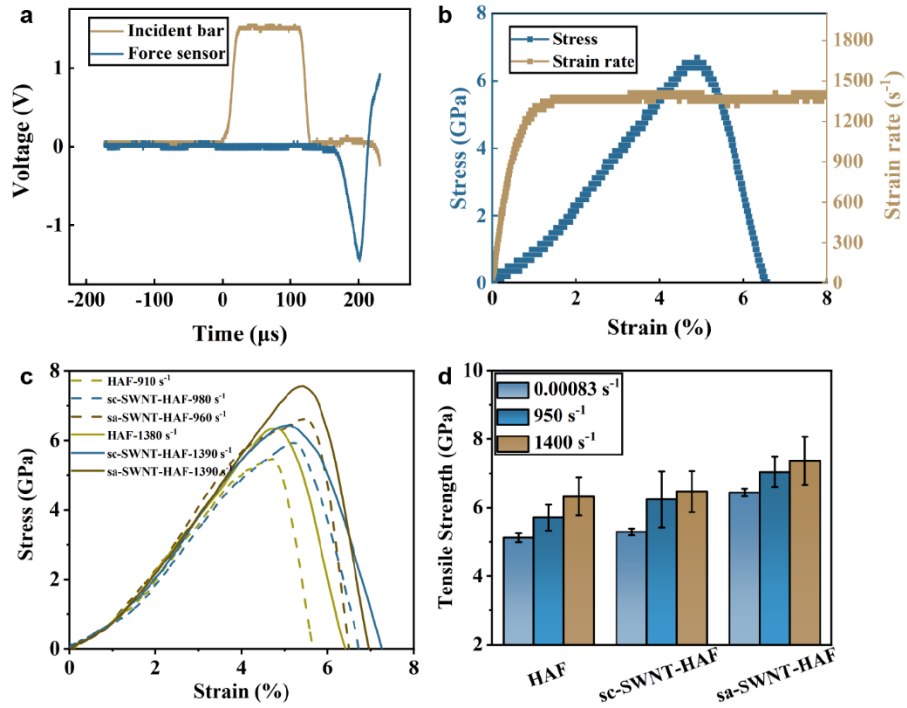 a
Incident bar
Force sensor
Voltage (V)
1
0
-1
-200
-100
0
100
200
Time (μs)
b
Stress
Strain rate
Stress (GPa)
8
6
4
2
0
1800
1500
1200
900
600
300
0
Strain rate (s⁻¹)
0
2
4
6
8
Strain (%)
c
HAF-910 s⁻¹
sc-SWNT-HAF-980 s⁻¹
sa-SWNT-HAF-960 s⁻¹
HAF-1380 s⁻¹
sc-SWNT-HAF-1390 s⁻¹
sa-SWNT-HAF-1390 s⁻¹
Stress (GPa)
8
6
4
2
0
0
2
4
6
8
Strain (%)
d
0.00083 s⁻¹
950 s⁻¹
1400 s⁻¹
Tensile Strength (GPa)
10
8
6
4
2
HAF
sc-SWNT-HAF
sa-SWNT-HAF